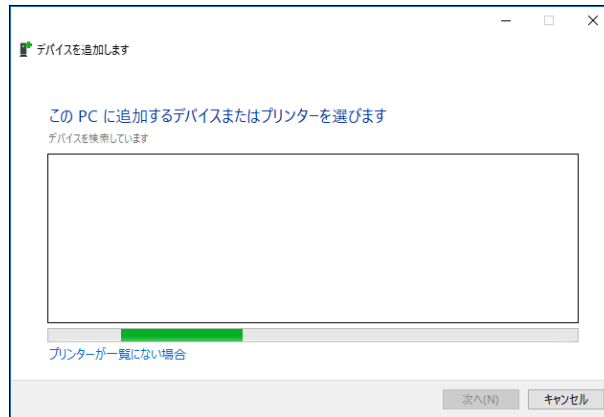 デバイスを追加します
この PC に追加するデバイスまたはプリンターを選びます
デバイスを検索しています
プリンターが一覧にない場合
次へ(N)
キャンセル